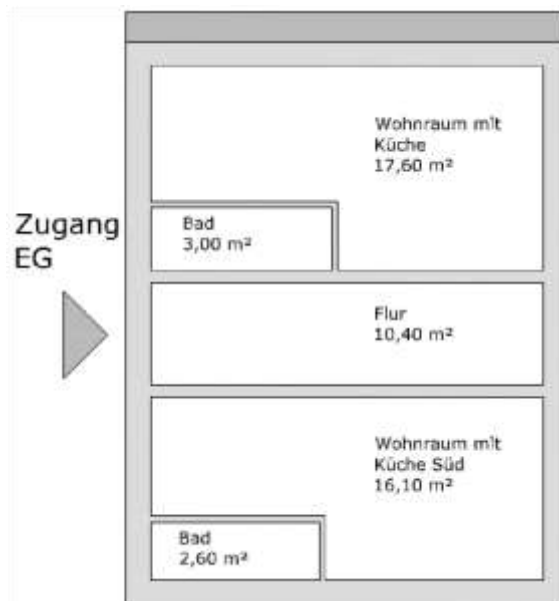 Wohnraum mit
Küche
17,60 m²
Zugang
EG
Bad
3,00 m²
Flur
10,40 m²
Wohnraum mit
Küche Süd
16,10 m²
Bad
2,60 m²